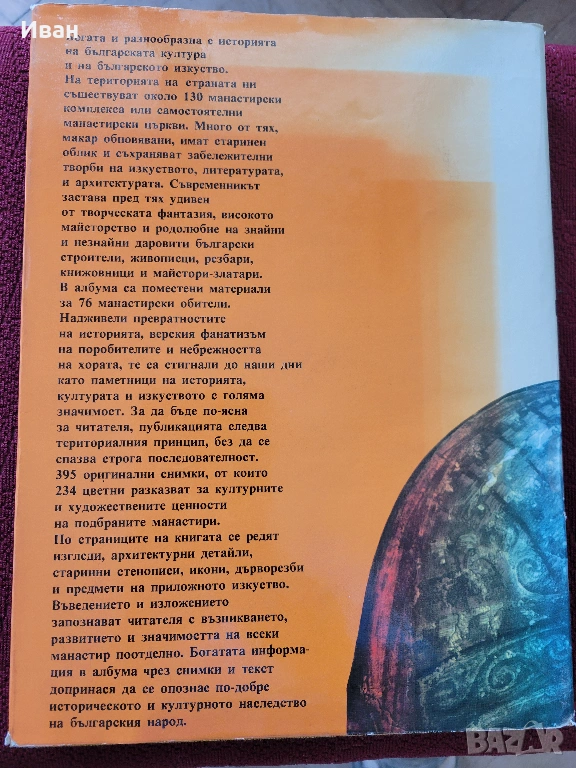 Иван
Богата и разнообразна е историята
на българската култура
и на българското изкуство.
На територията на страната ни
съществуват около 130 манастирски
комплекса или самостоятелни
манастирски църкви. Много от тях,
макар обновявани, имат старинен
облик и съхраняват забележителни
творби на изкуството, литературата,
и архитектурата. Съвременникът
застава пред тях удивен
от творческата фантазия, високото
майсторство и родолюбие на знайни
и незнайни даровити български
строители, живописци, резбари,
книжовници и майстори-златари.
В албума са поместени материали
за 76 манастирски обители.
Надживели превратностите
на историята, верския фанатизъм
на поробителите и небрежността
на хората, те са стигнали до наши дни
като паметници на историята,
културата и изкуството с голяма
значимост. За да бъде по-ясна
за читателя, публикацията следва
териториалния принцип, без да се
спазва строга последователност.
395 оригинални снимки, от които
234 цветни разказват за културните
и художествените ценности
на подбраните манастири.
По страниците на книгата се редят
изгледи, архитектурни детайли,
старинни стенописи, икони, дърворезби
и предмети на приложното изкуство.
Въведението и изложението
запознават читателя с възникването,
развитието и значимостта на всеки
манастир поотделно. Богатата информа-
ция в албума чрез снимки и текст
допринася да се опознае по-добре
историческото и културното наследство
на българския народ.
BAZAR